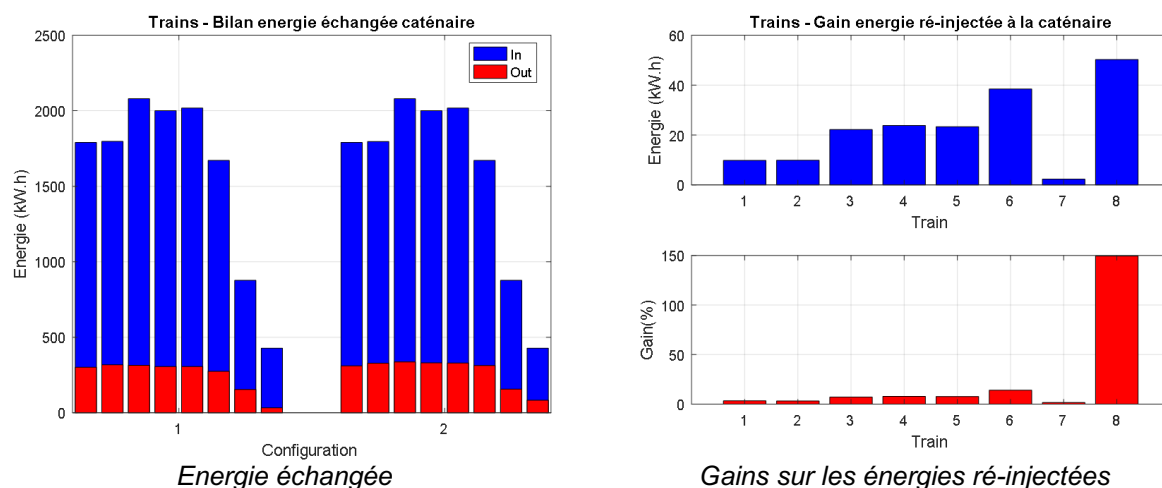 Trains - Bilan energie échangée caténaire
2500
2000
1500
1000
500
0
Energie (kW.h)
In
Out
1
2
Configuration
Energie échangée
Trains - Gain energie ré-injectée à la caténaire
60
40
20
0
Energie (kW.h)
1 2 3 4 5 6 7 8
Train
150
100
50
0
Gain(%)
1 2 3 4 5 6 7 8
Train
Gains sur les énergies ré-injectées